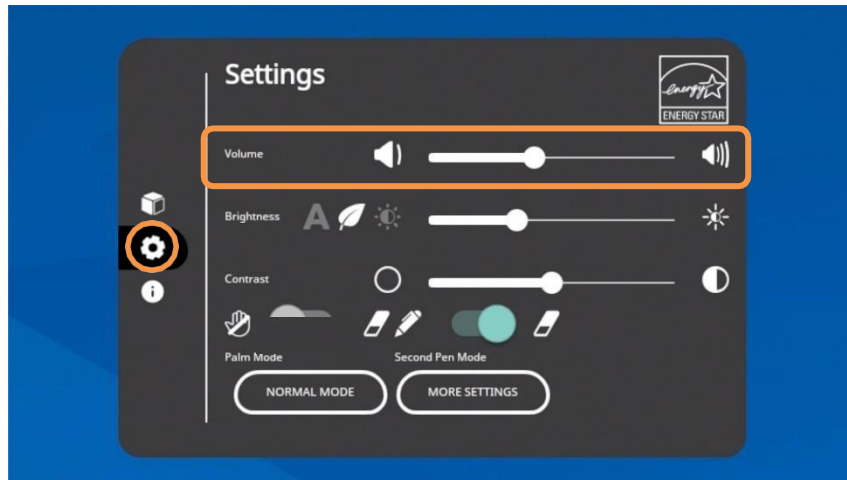 Settings
energy
ENERGY STAR
Volume
Brightness A
Contrast
Palm Mode Second Pen Mode
NORMAL MODE MORE SETTINGS